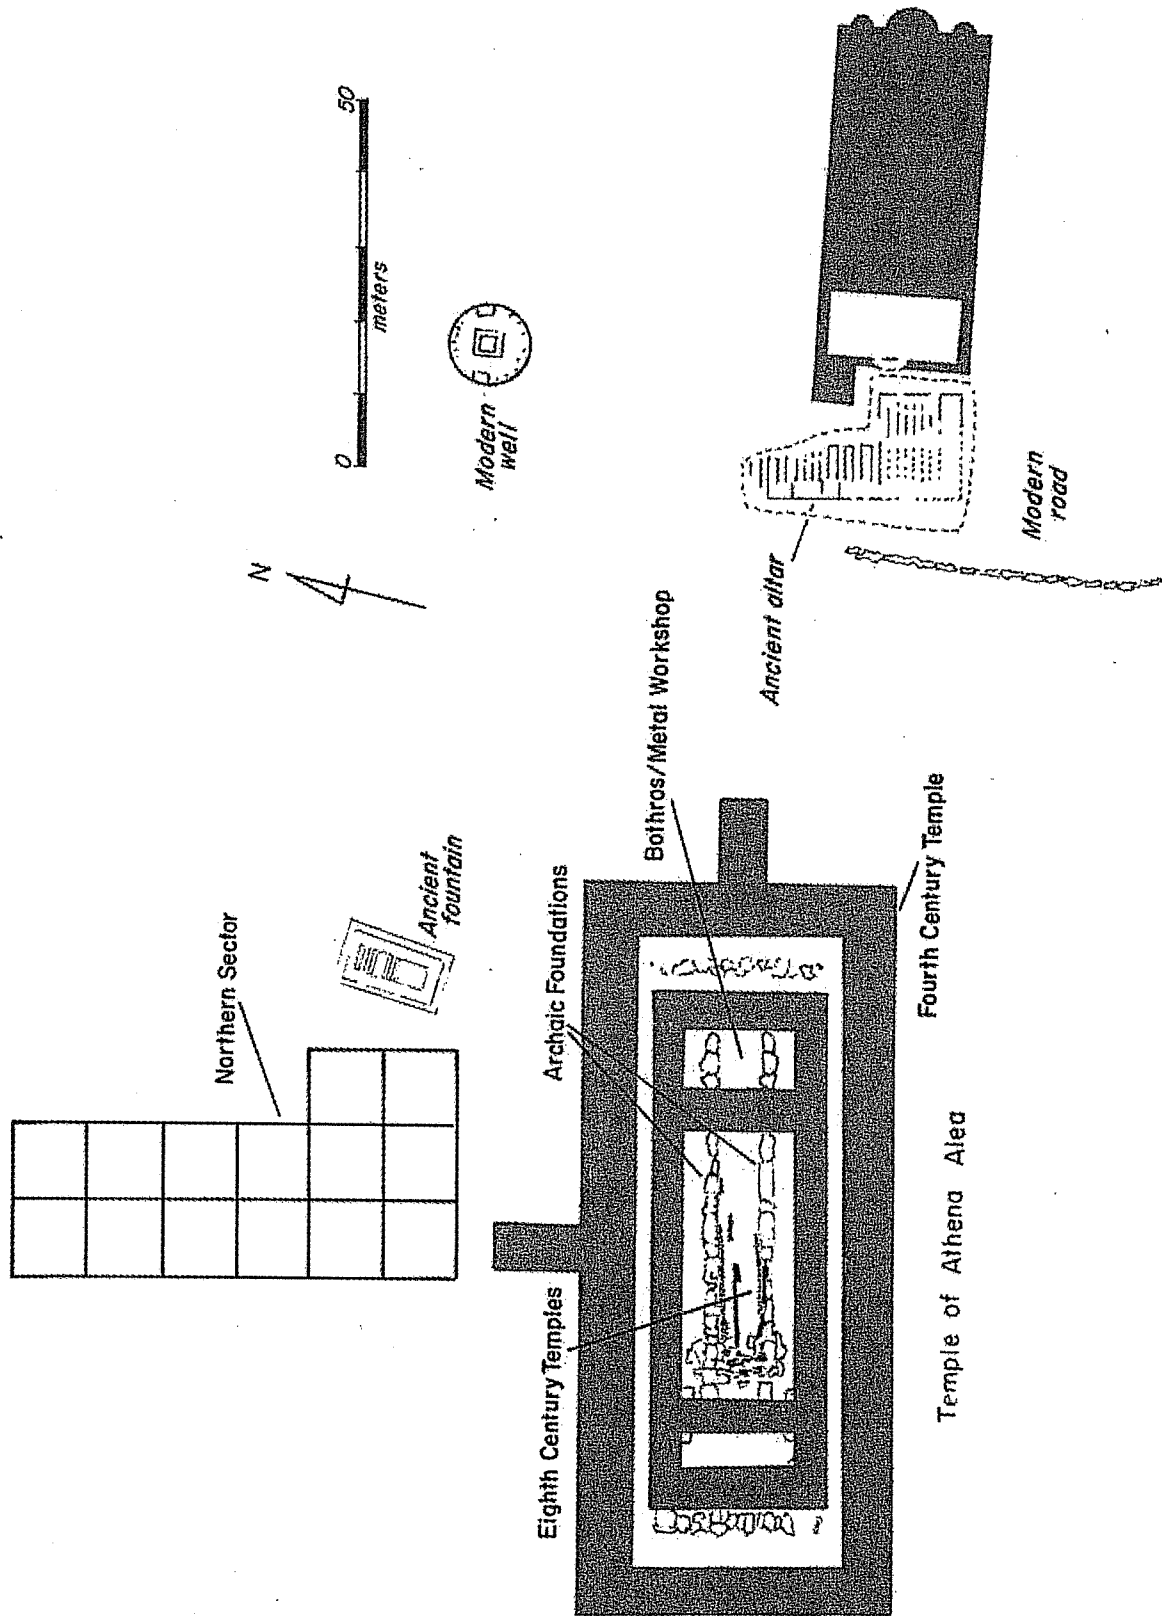 Northern Sector
N
0
50
meters
Ancient
fountain
Modern
well
Eighth Century Temples
Archaic Foundations
Bothros/Metal Workshop
Ancient altar
Fourth Century Temple
Modern
road
Temple of Athena Alea